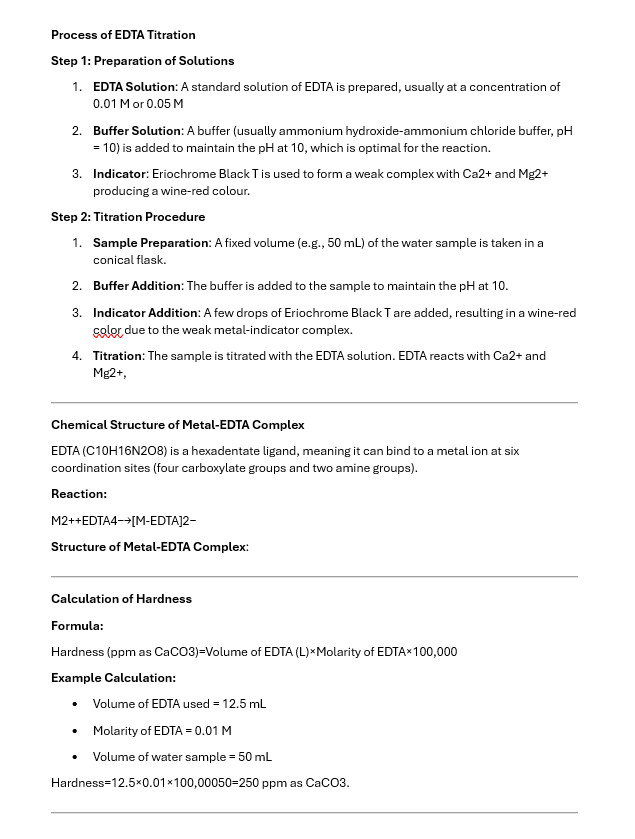 Process of EDTA Titration
Step 1: Preparation of Solutions
1. EDTA Solution: A standard solution of EDTA is prepared, usually at a concentration of
0.01 M or 0.05 M
2. Buffer Solution: A buffer (usually ammonium hydroxide-ammonium chloride buffer, pH
= 10) is added to maintain the pH at 10, which is optimal for the reaction.
3. Indicator: Eriochrome Black T is used to form a weak complex with Ca2+ and Mg2+
producing a wine-red colour.
Step 2: Titration Procedure
1. Sample Preparation: A fixed volume (e.g., 50 mL) of the water sample is taken in a
conical flask.
2. Buffer Addition: The buffer is added to the sample to maintain the pH at 10.
3. Indicator Addition: A few drops of Eriochrome Black T are added, resulting in a wine-red
color due to the weak metal-indicator complex.
4. Titration: The sample is titrated with the EDTA solution. EDTA reacts with Ca2+ and
Mg2+,
Chemical Structure of Metal-EDTA Complex
EDTA (C10H16N2O8) is a hexadentate ligand, meaning it can bind to a metal ion at six
coordination sites (four carboxylate groups and two amine groups).
Reaction:
M2++EDTA4−→[M-EDTA]2−
Structure of Metal-EDTA Complex:
Calculation of Hardness
Formula:
Hardness (ppm as CaCO3)=Volume of EDTA (L)×Molarity of EDTA×100,000
Example Calculation:
• Volume of EDTA used = 12.5 mL
• Molarity of EDTA = 0.01 M
• Volume of water sample = 50 mL
Hardness=12.5×0.01×100,00050=250 ppm as CaCO3.